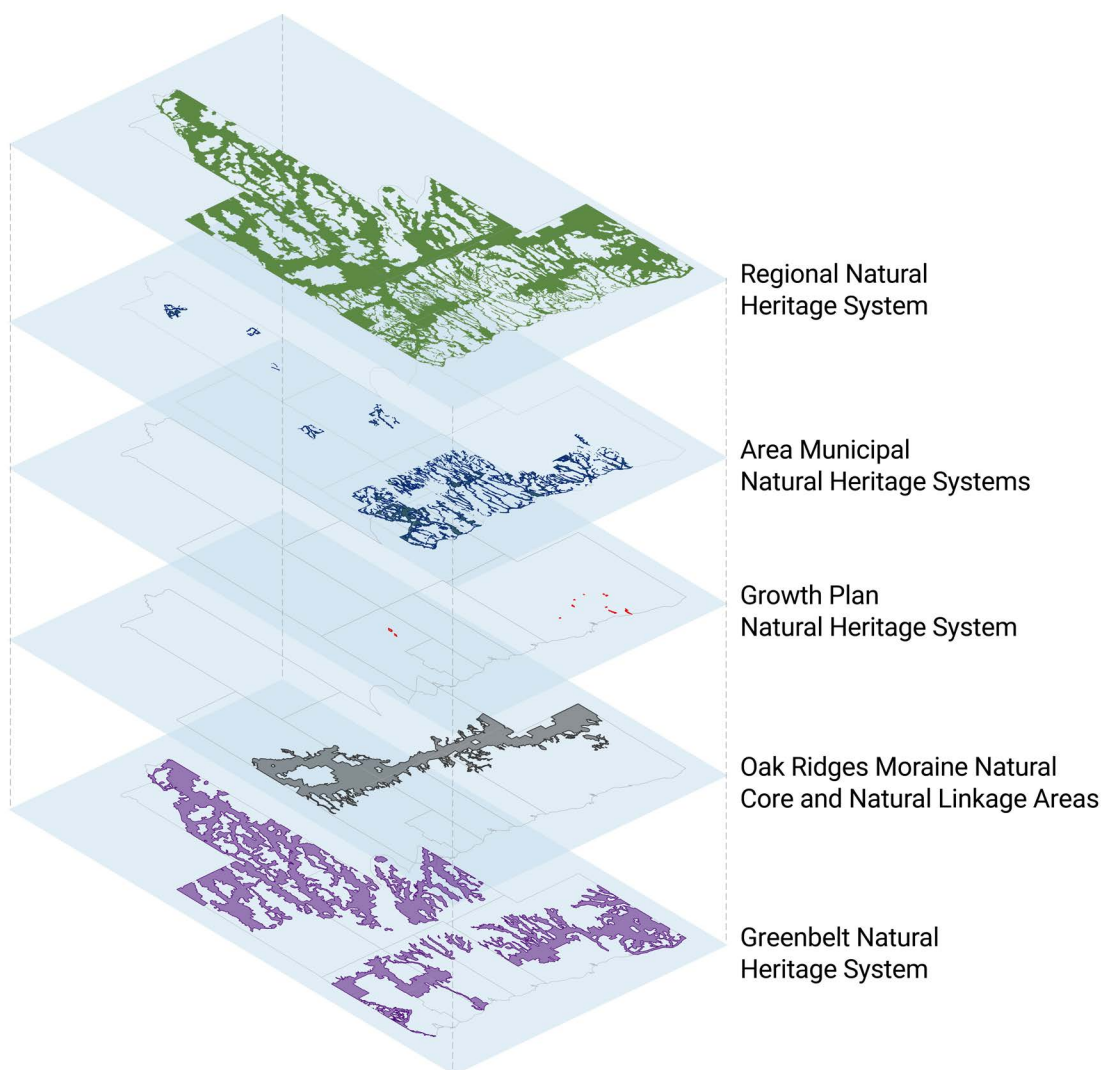 Regional Natural
Heritage System
Area Municipal
Natural Heritage Systems
Growth Plan
Natural Heritage System
Oak Ridges Moraine Natural
Core and Natural Linkage Areas
Greenbelt Natural
Heritage System